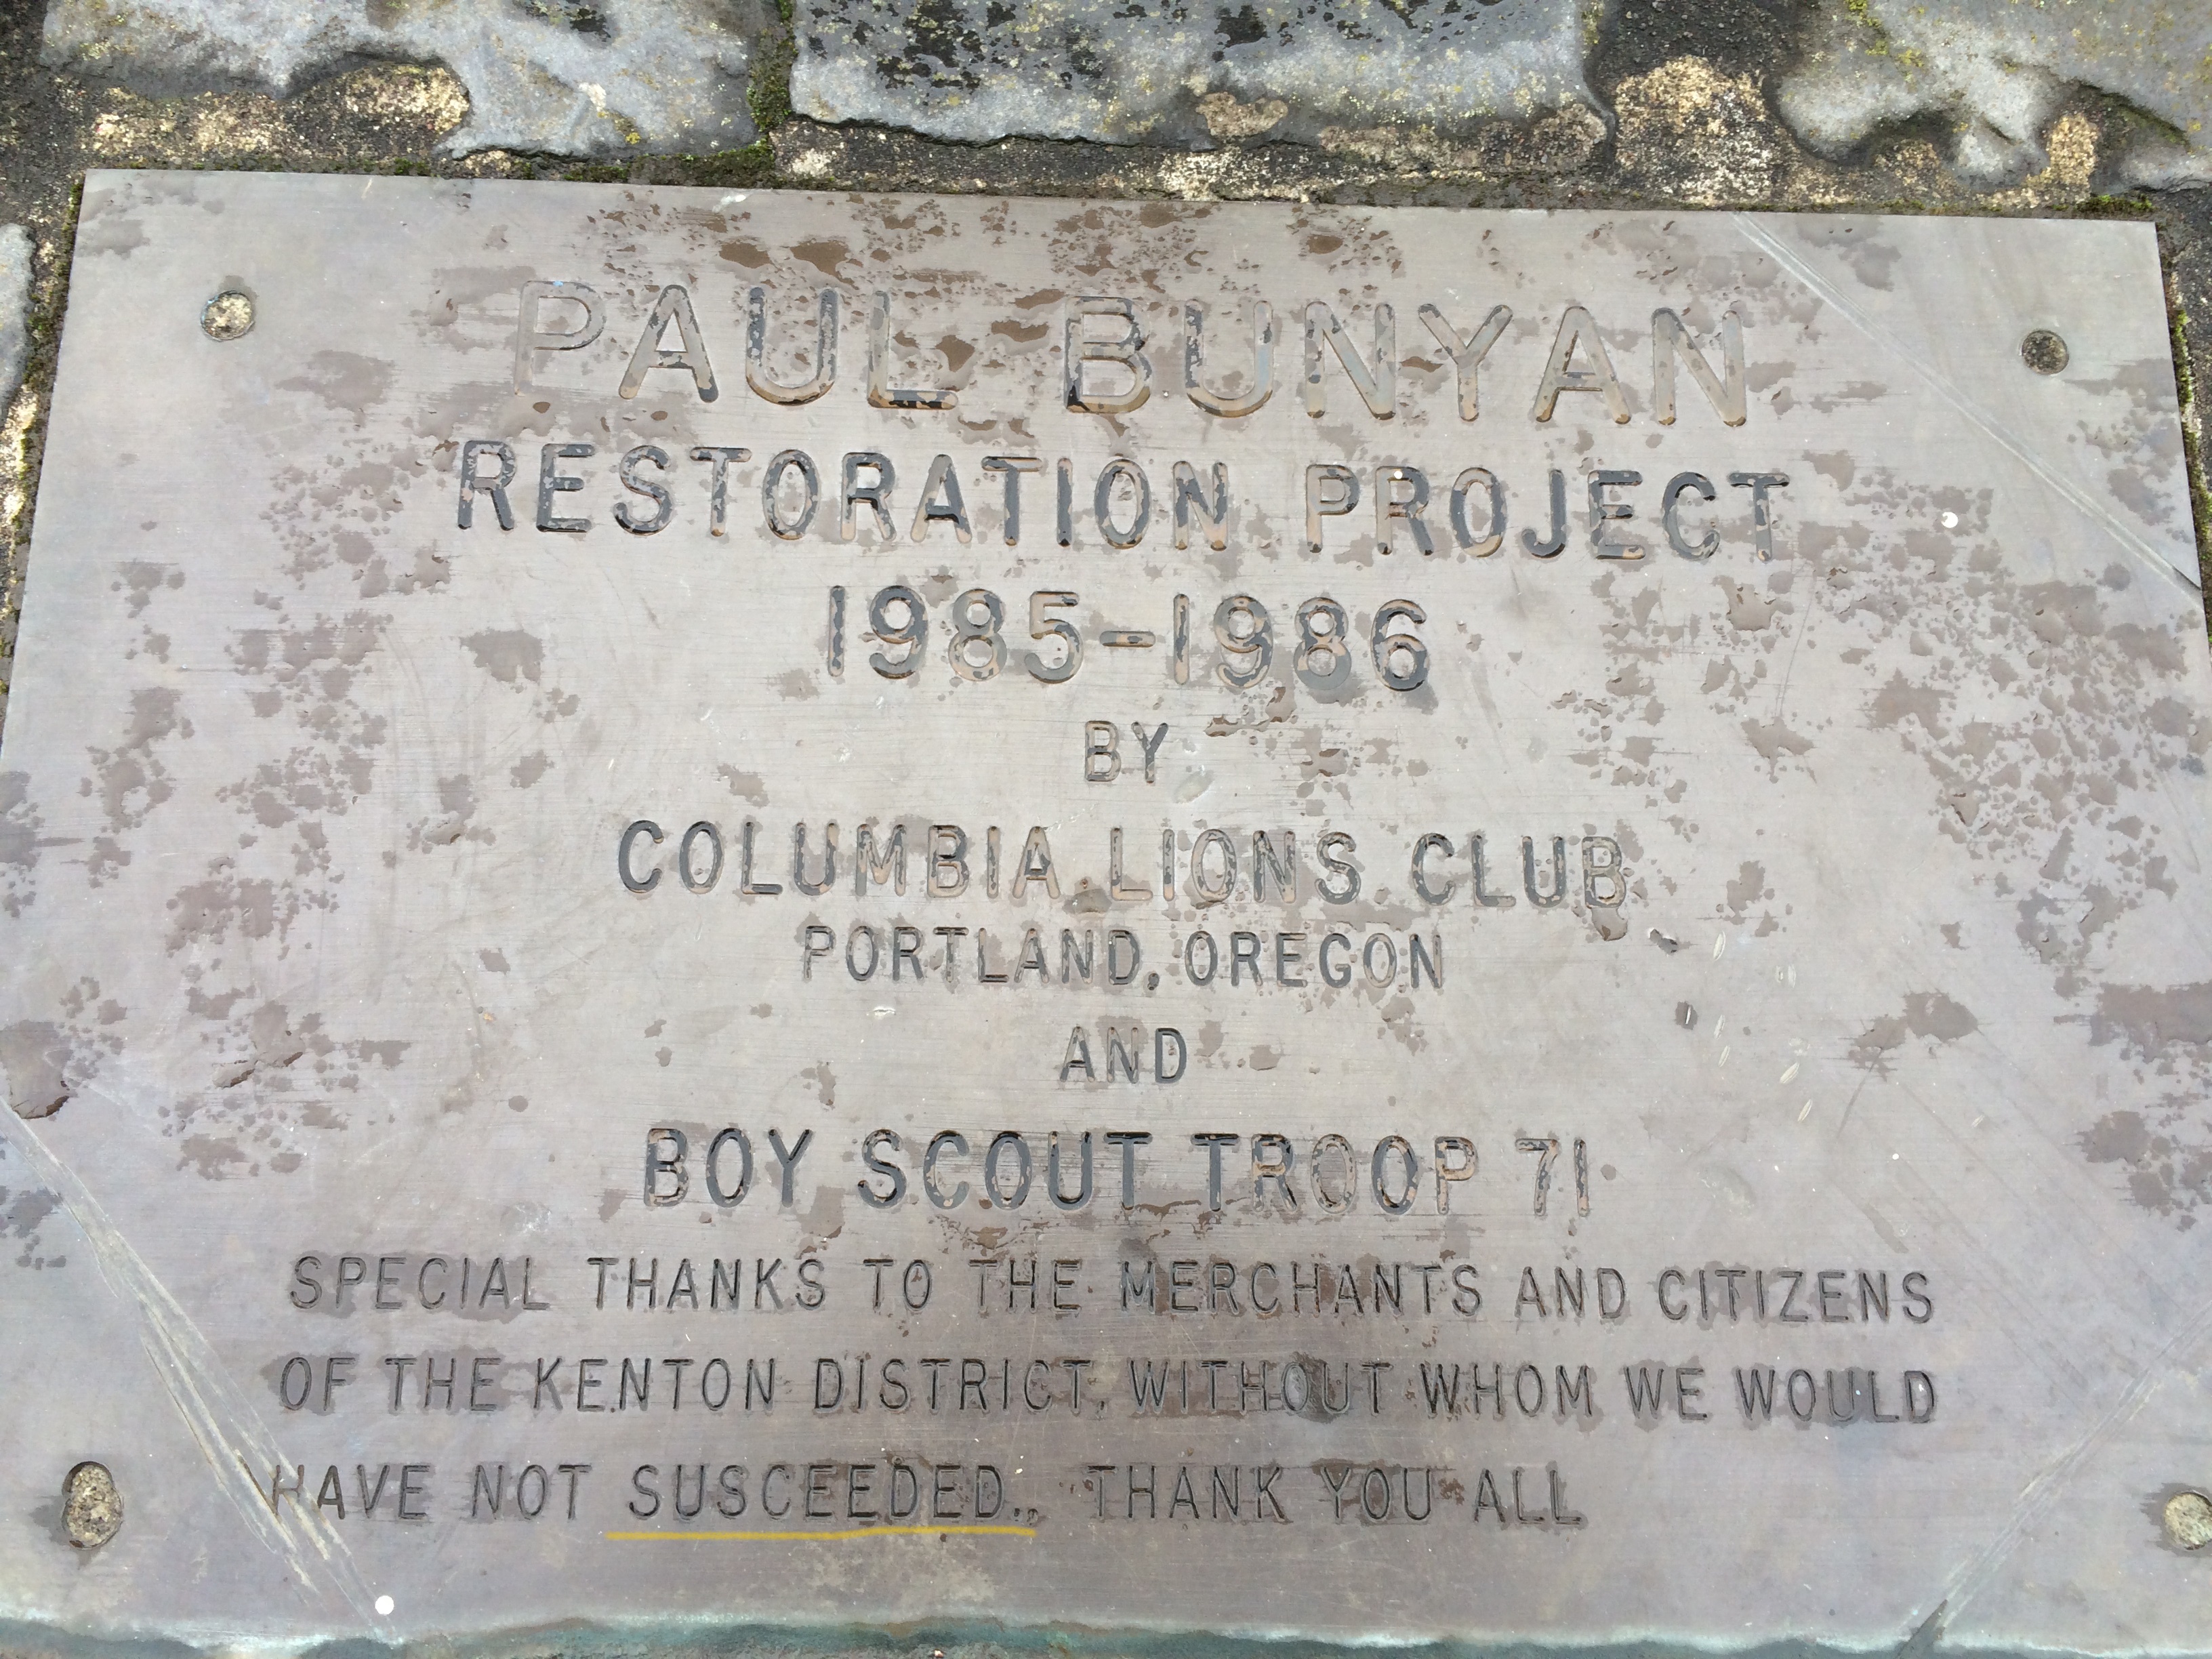 PAUL BUNYAN
RESTORATION PROJECT
1985-1986
BY
COLUMBIA LIONS CLUB
PORTLAND, OREGON
AND
BOY SCOUT TROOP 71
SPECIAL THANKS TO THE MERCHANTS AND CITIZENS
OF THE KENTON DISTRICT, WITHOUT WHOM WE WOULD
HAVE NOT SUSCEEDED.. THANK YOU ALL